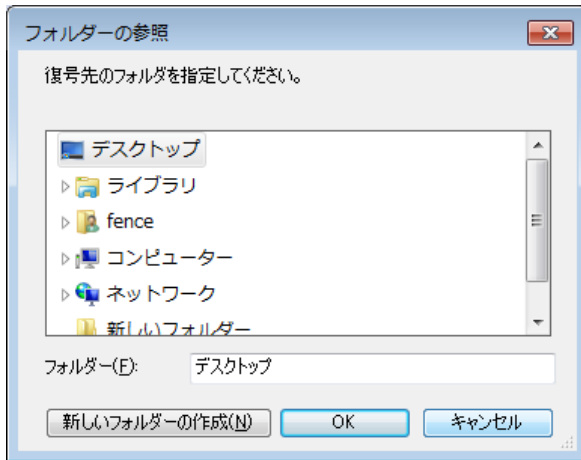 フォルダーの参照
復号先のフォルダを指定してください。
デスクトップ
ライブラリ
fence
コンピューター
ネットワーク
新しいフォルダー
フォルダー(F): デスクトップ
新しいフォルダーの作成(N) OK キャンセル